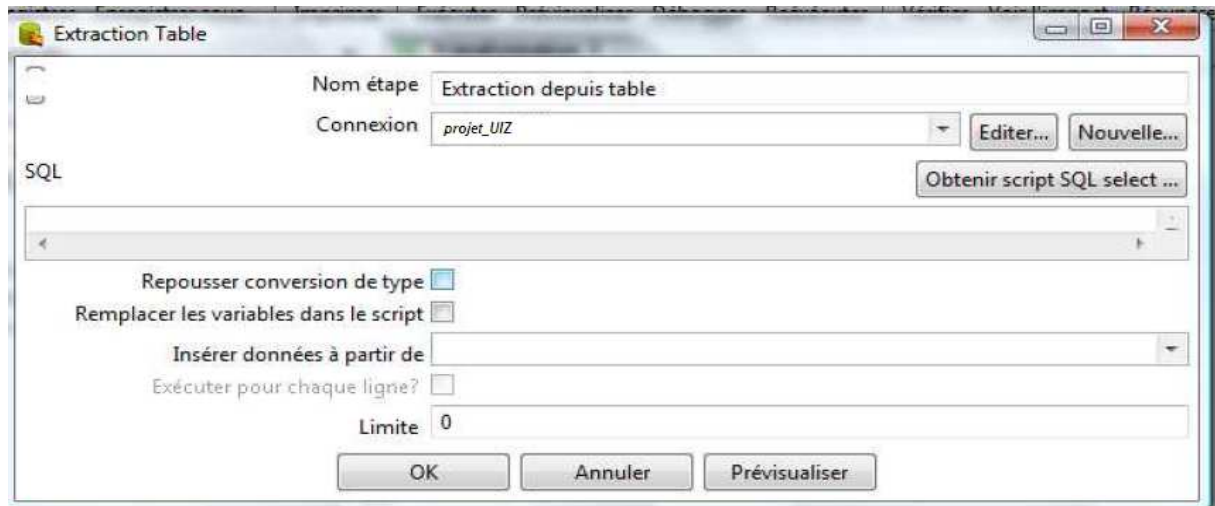 Extraction Table
Nom étape Extraction depuis table
Connexion projet_UIZ Editer... Nouvelle...
SQL Obtenir script SQL select ...
Repousser conversion de type
Remplacer les variables dans le script
Insérer données à partir de
Exécuter pour chaque ligne?
Limite 0
OK Annuler Prévisualiser